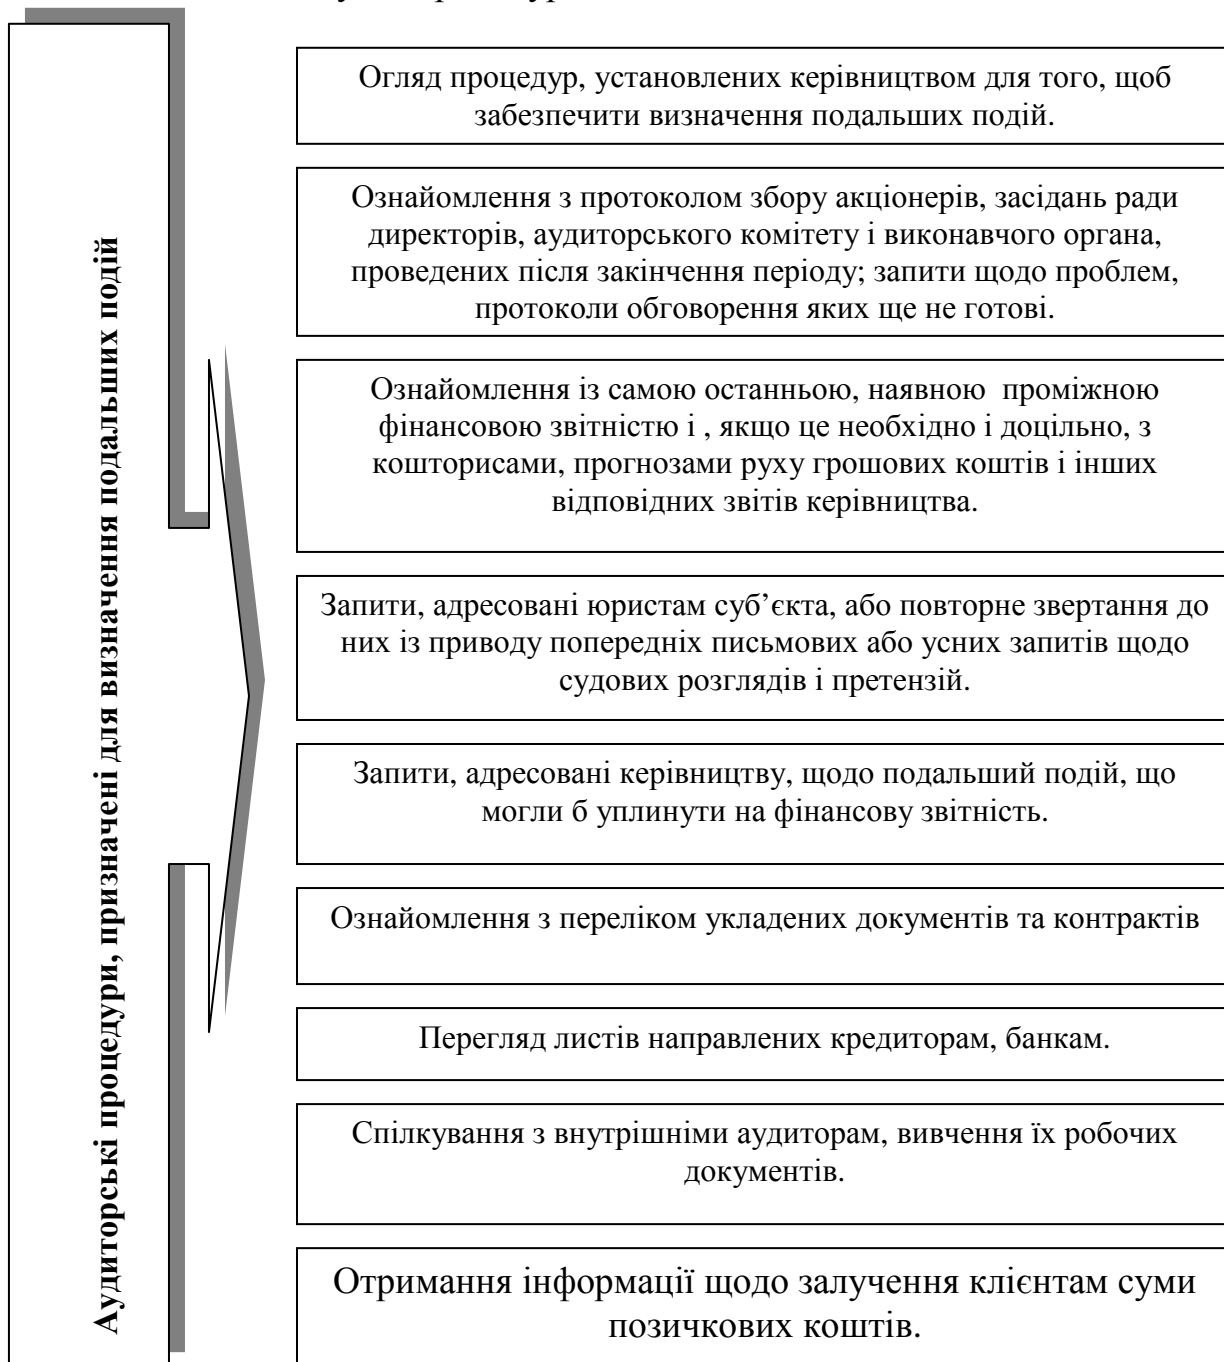 Аудиторські процедури, призначені для визначення подальших подій
Огляд процедур, установлених керівництвом для того, щоб
забезпечити визначення подальших подій.
Ознайомлення з протоколом збору акціонерів, засідань ради
директорів, аудиторського комітету і виконавчого органа,
проведених після закінчення періоду; запити щодо проблем,
протоколи обговорення яких ще не готові.
Ознайомлення із самою останньою, наявною проміжною
фінансовою звітністю і , якщо це необхідно і доцільно, з
кошторисами, прогнозами руху грошових коштів і інших
відповідних звітів керівництва.
Запити, адресовані юристам суб’єкта, або повторне звертання до
них із приводу попередніх письмових або усних запитів щодо
судових розглядів і претензій.
Запити, адресовані керівництву, щодо подальший подій, що
могли б уплинути на фінансову звітність.
Ознайомлення з переліком укладених документів та контрактів
Перегляд листів направлених кредиторам, банкам.
Спілкування з внутрішніми аудиторам, вивчення їх робочих
документів.
Отримання інформації щодо залучення клієнтам суми
позичкових коштів.